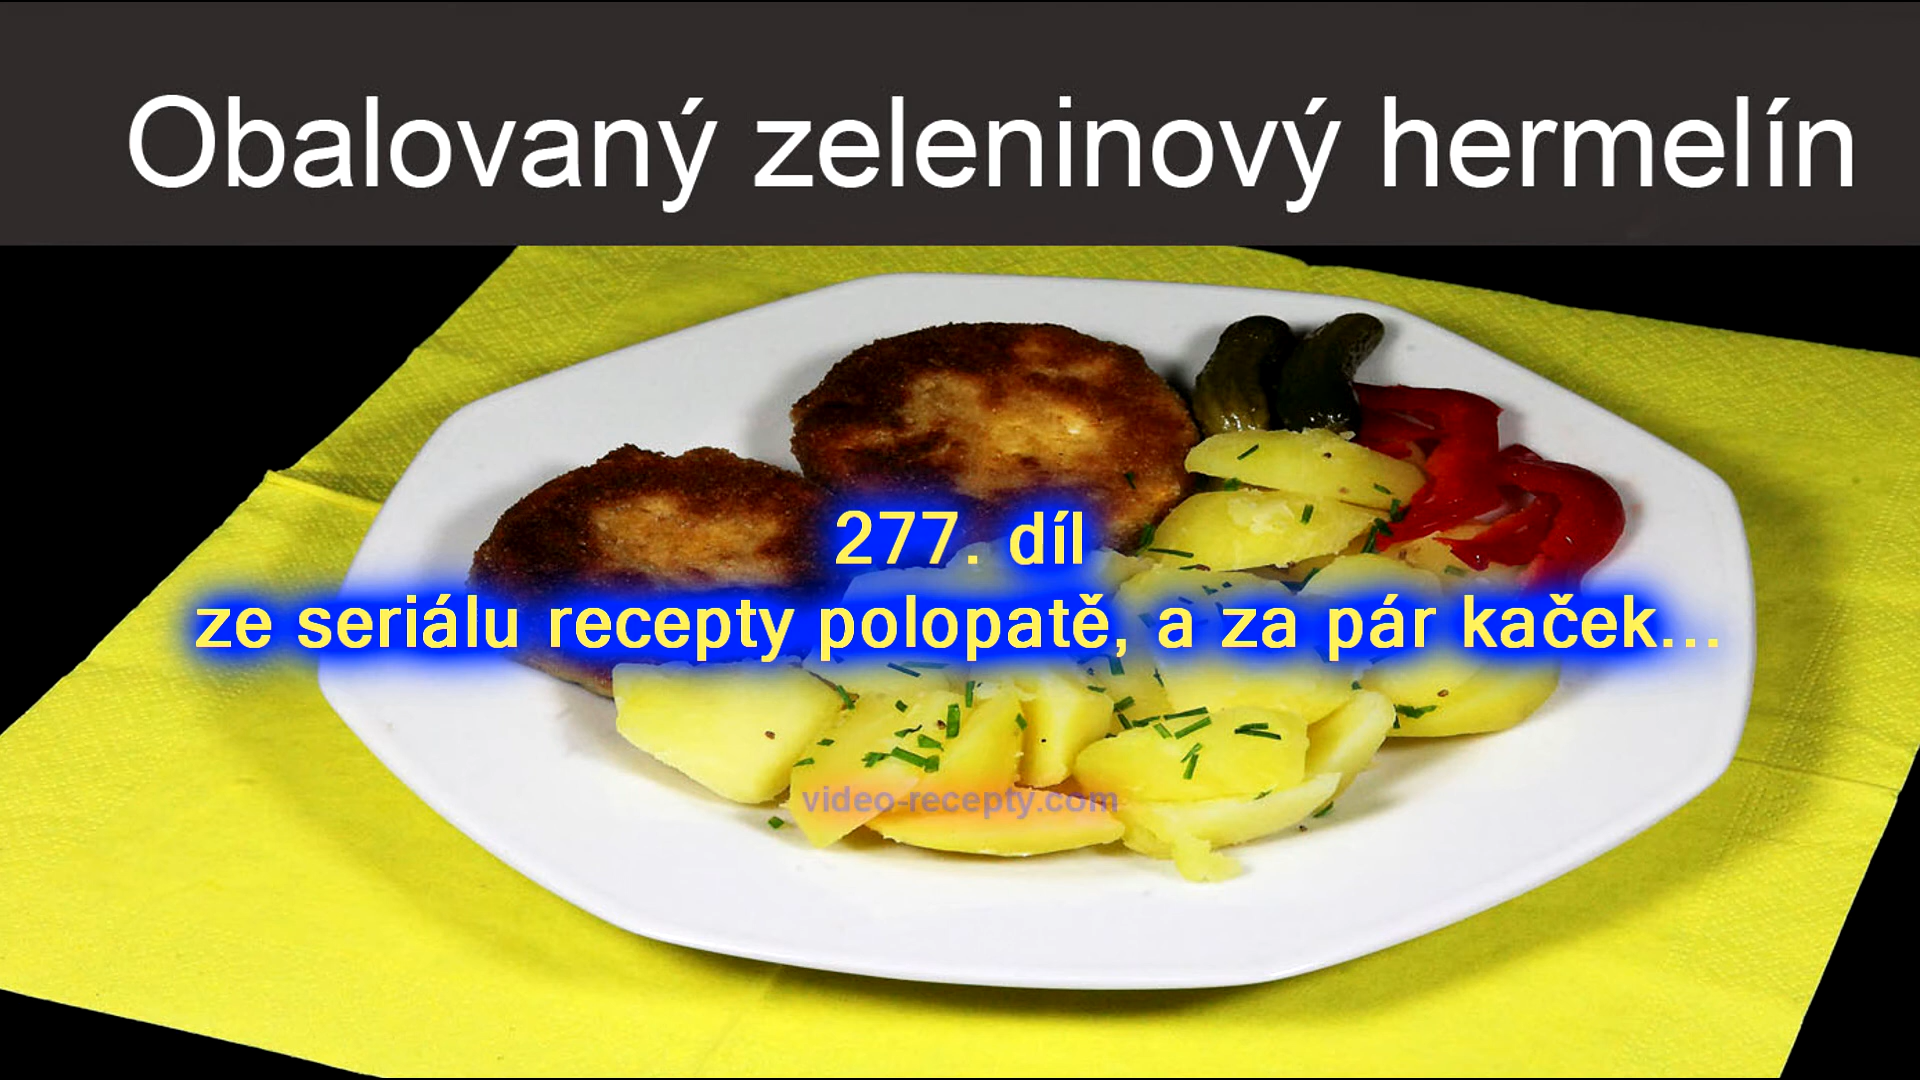 Obalovaný zeleninový hermelín
277. díl
ze seriálu recepty polopatě, a za pár kaček...
video-recepty.com